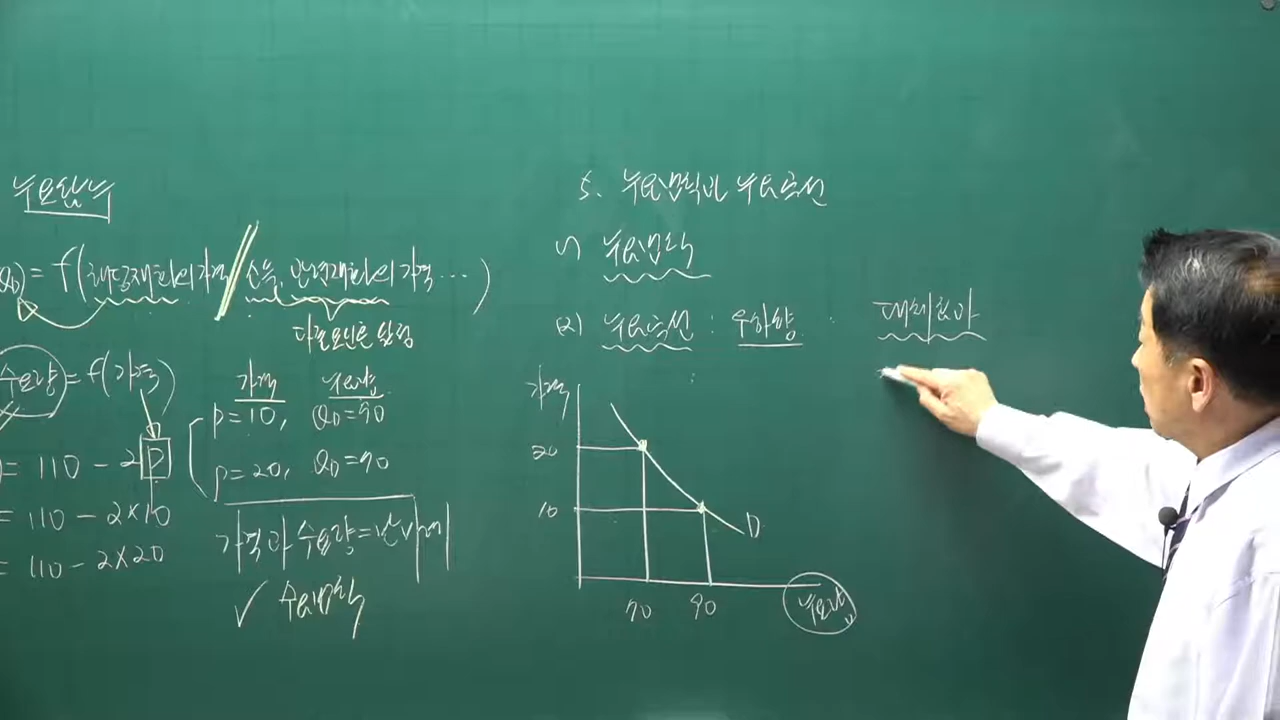 수요함수
= f(해당재화의 가격 // 소득, 관련재화의 가격 …)
다른요인은 일정
수요량 = f(가격)
= 110 - 2P
= 110 - 2×10
= 110 - 2×20
가격 수요량
P=10, QD=90
P=20, QD=70
가격과 수요량=반비례
✓ 수요법칙
5. 수요법칙과 수요곡선
1) 수요법칙
2) 수요곡선 : 우하향 : 대체효과
가격
20
10
D
70 90 수요량